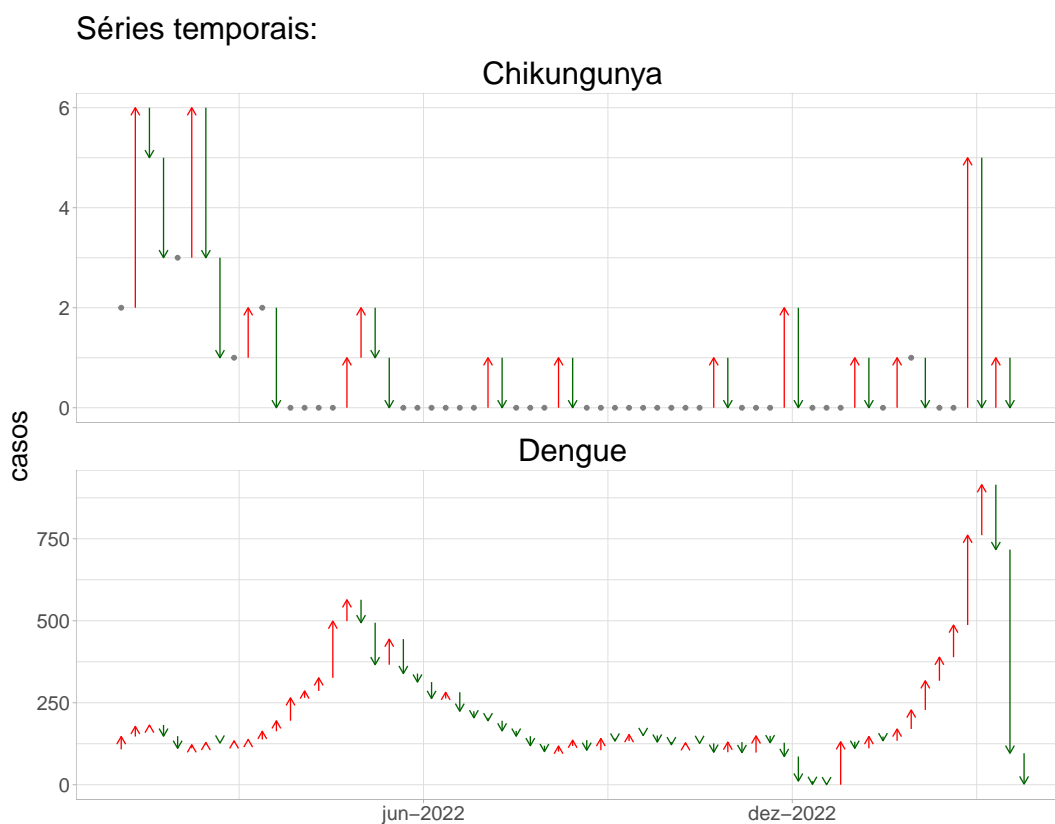 Séries temporais:
Chikungunya
6
4
2
0
casos
Dengue
750
500
250
0
jun−2022
dez−2022